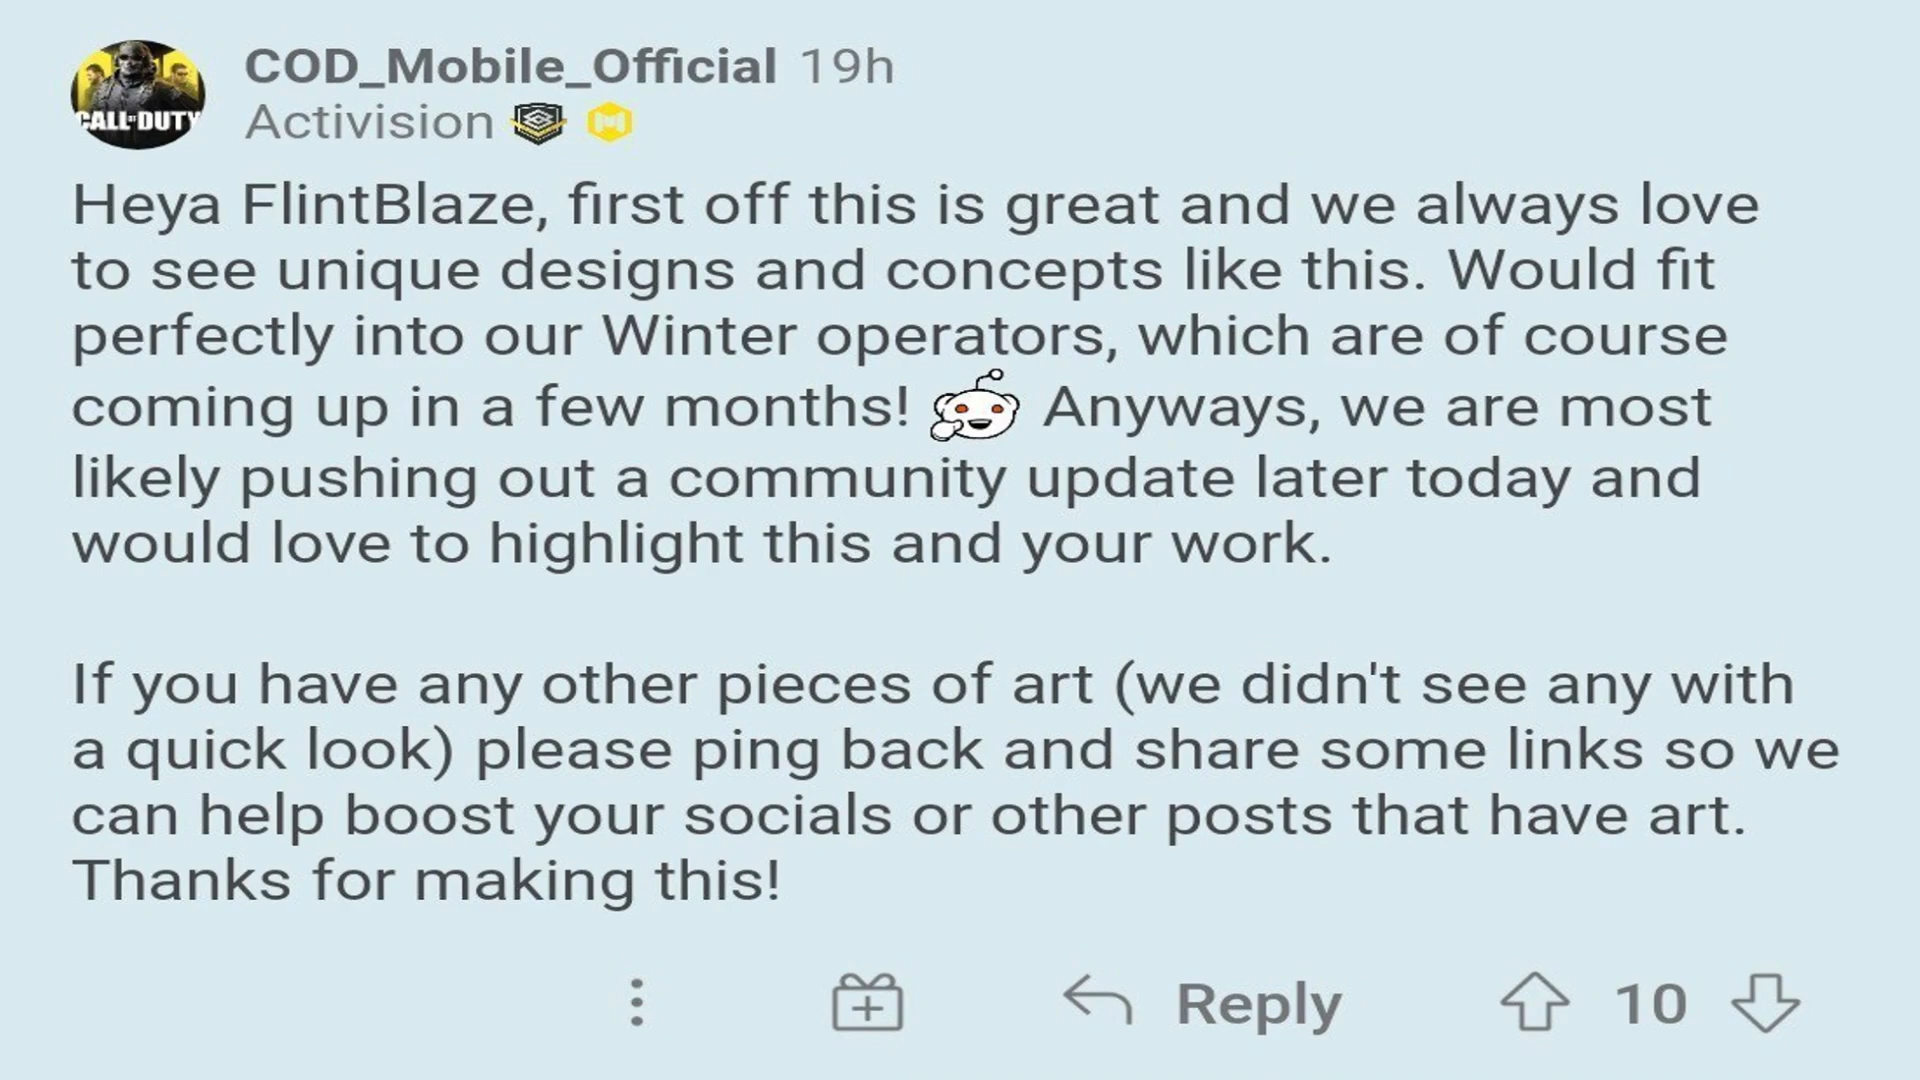 COD_Mobile_Official 19h
CALL OF DUTY
Activision
Heya FlintBlaze, first off this is great and we always love
to see unique designs and concepts like this. Would fit
perfectly into our Winter operators, which are of course
coming up in a few months! Anyways, we are most
likely pushing out a community update later today and
would love to highlight this and your work.
If you have any other pieces of art (we didn't see any with
a quick look) please ping back and share some links so we
can help boost your socials or other posts that have art.
Thanks for making this!
Reply 10